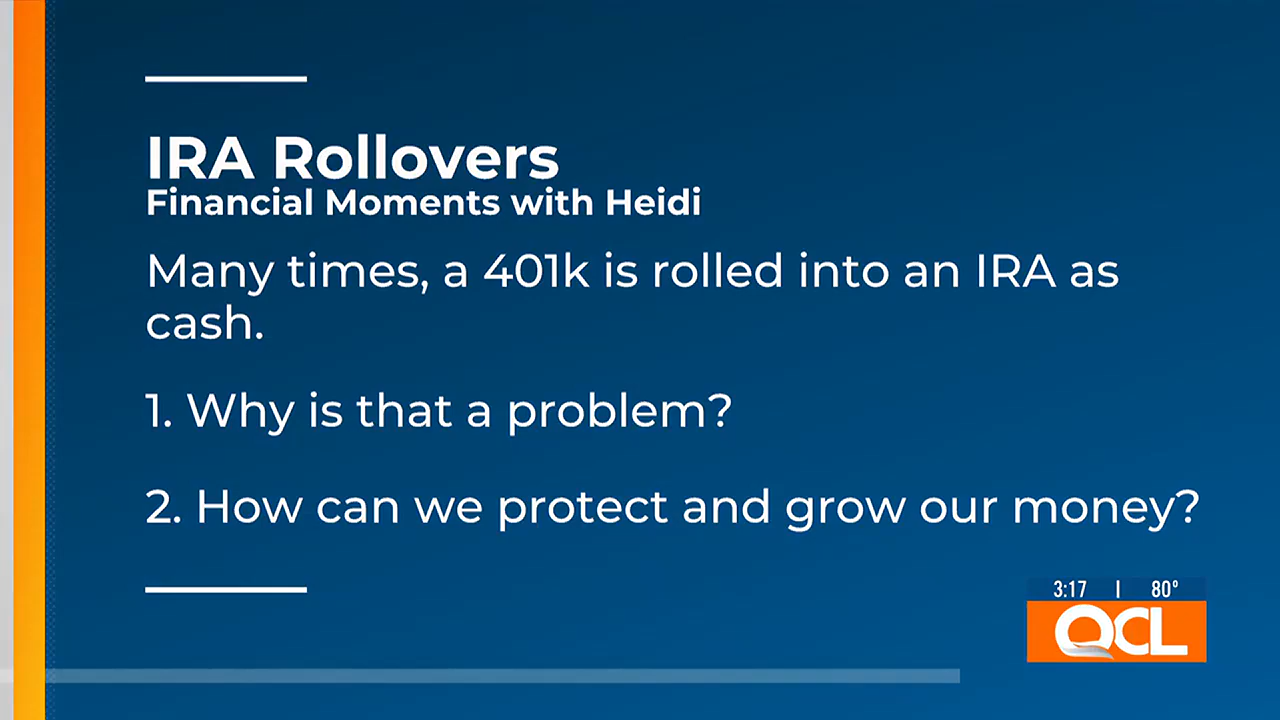 IRA Rollovers
Financial Moments with Heidi
Many times, a 401k is rolled into an IRA as
cash.
1. Why is that a problem?
2. How can we protect and grow our money?
3:17 | 80°
QCL